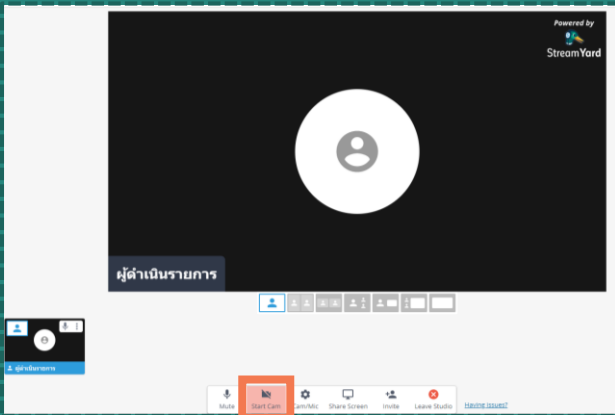 Powered by
StreamYard
ผู้ดำเนินรายการ
ผู้ดำเนินรายการ
Mute
Start Cam
Cam/Mic
Share Screen
Invite
Leave Studio
Having issues?